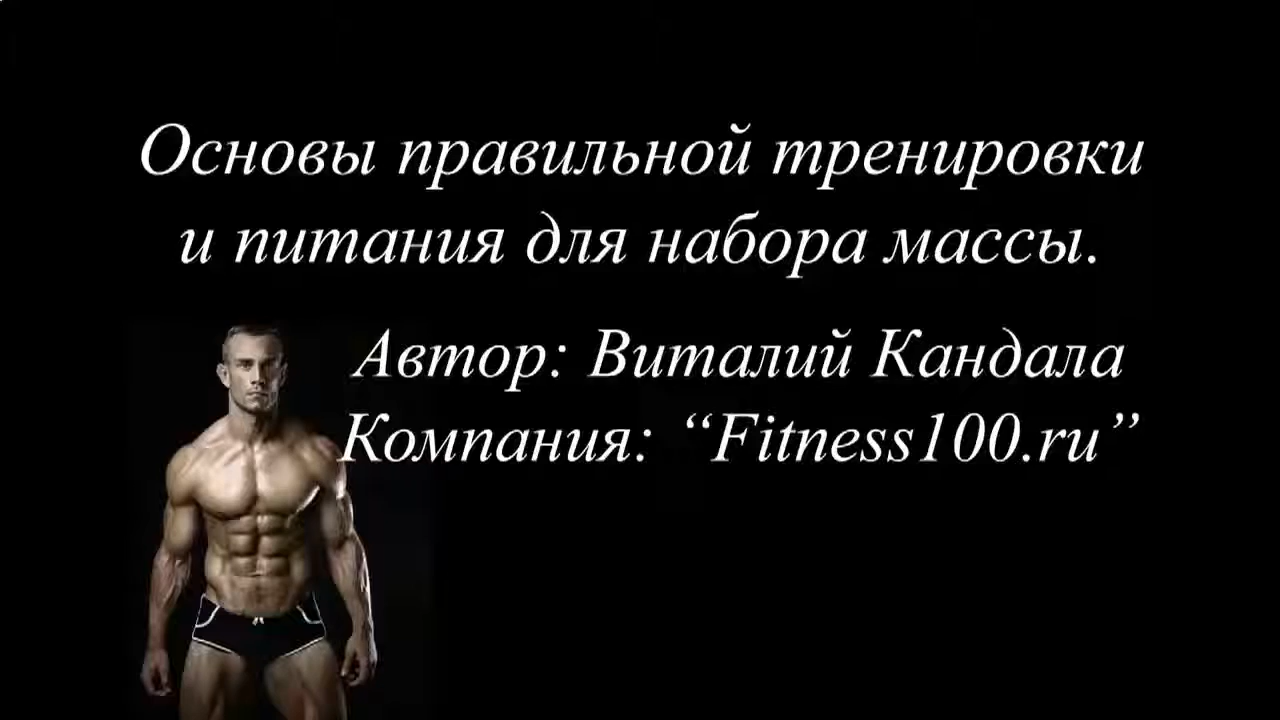 Основы правильной тренировки
и питания для набора массы.
Автор: Виталий Кандала
Компания: “Fitness100.ru”